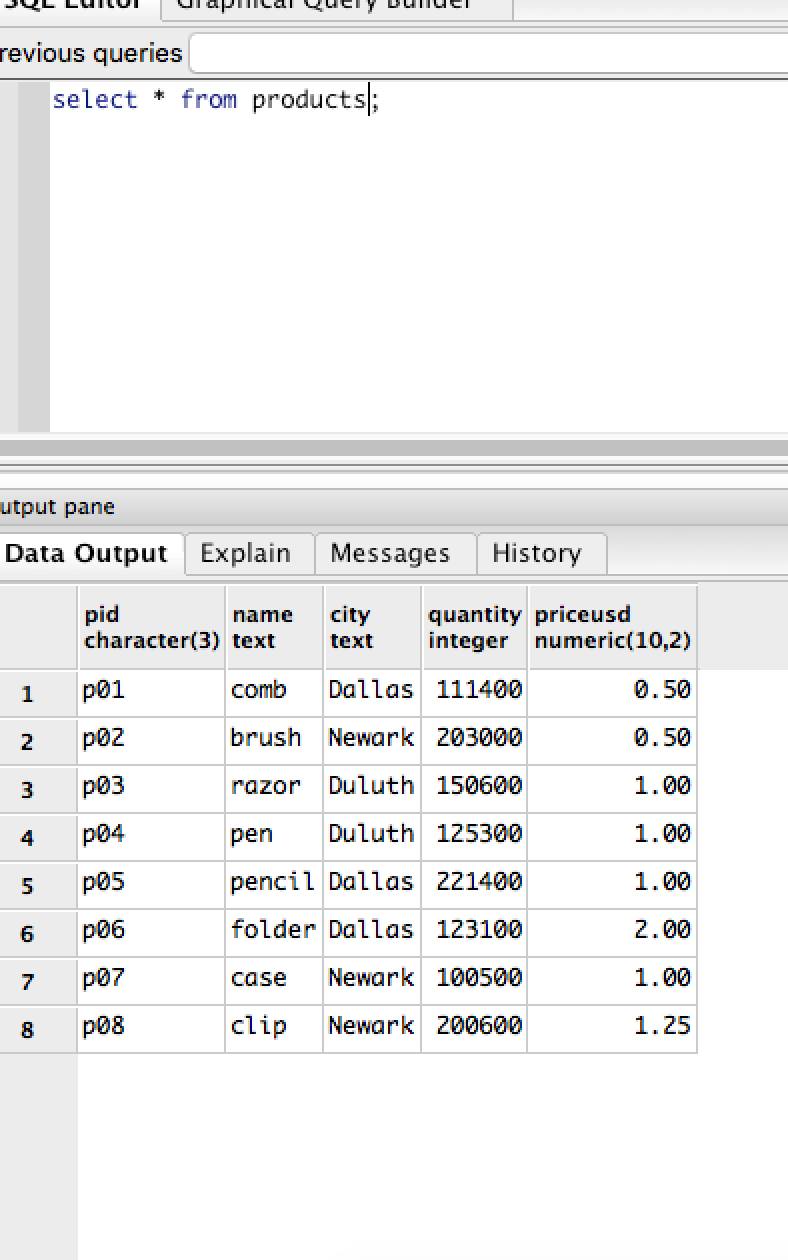 SQL Editor Graphical Query Builder
revious queries
select * from products;
utput pane
Data Output Explain Messages History
pid name city quantity priceusd
character(3) text text integer numeric(10,2)
1 p01 comb Dallas 111400 0.50
2 p02 brush Newark 203000 0.50
3 p03 razor Duluth 150600 1.00
4 p04 pen Duluth 125300 1.00
5 p05 pencil Dallas 221400 1.00
6 p06 folder Dallas 123100 2.00
7 p07 case Newark 100500 1.00
8 p08 clip Newark 200600 1.25